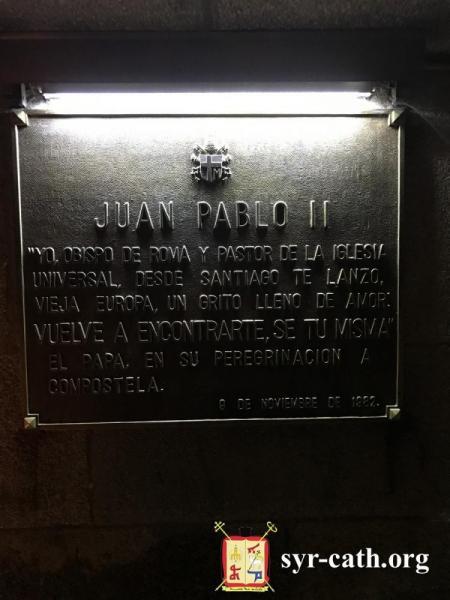 JUAN PABLO II
"YO, OBISPO DE ROMA Y PASTOR DE LA IGLESIA
UNIVERSAL, DESDE SANTIAGO TE LANZO,
VIEJA EUROPA, UN GRITO LLENO DE AMOR:
VUELVE A ENCONTRARTE, SE TU MISMA"
EL PAPA, EN SU PEREGRINACION A
COMPOSTELA.
9 DE NOVIEMBRE DE 1982.
syr-cath.org